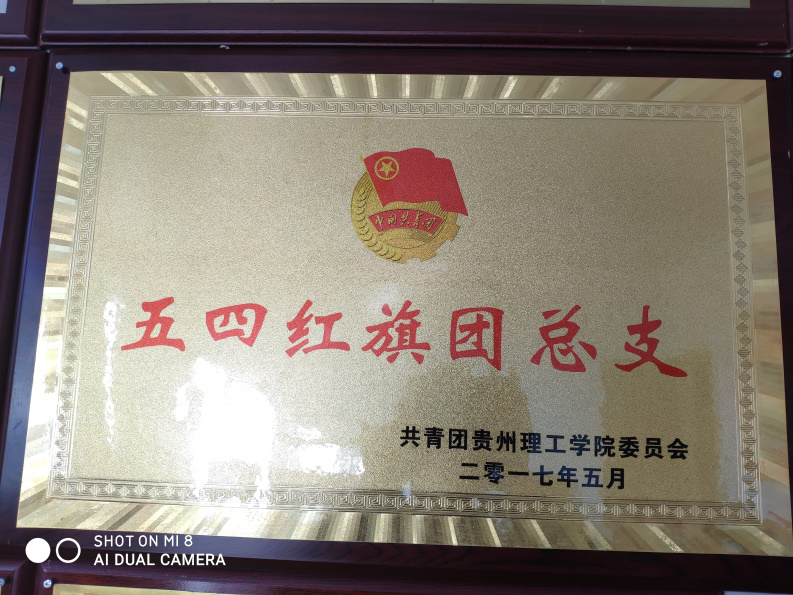 中国共青团
五四红旗团总支
共青团贵州理工学院委员会
二零一七年五月
SHOT ON MI 8
AI DUAL CAMERA